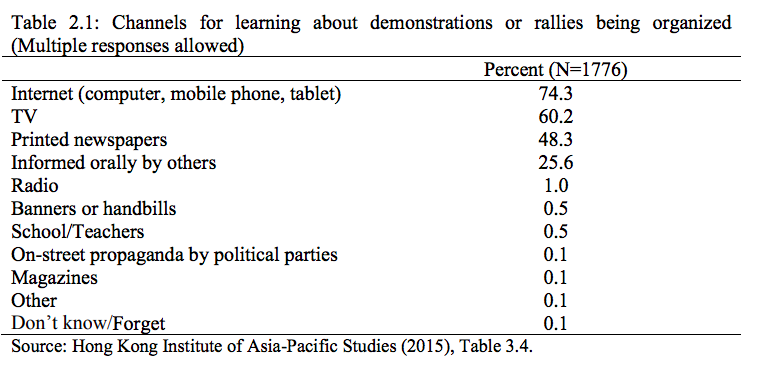 Table 2.1: Channels for learning about demonstrations or rallies being organized
(Multiple responses allowed)
Percent (N=1776)
Internet (computer, mobile phone, tablet) 74.3
TV 60.2
Printed newspapers 48.3
Informed orally by others 25.6
Radio 1.0
Banners or handbills 0.5
School/Teachers 0.5
On-street propaganda by political parties 0.1
Magazines 0.1
Other 0.1
Don’t know/Forget 0.1
Source: Hong Kong Institute of Asia-Pacific Studies (2015), Table 3.4.